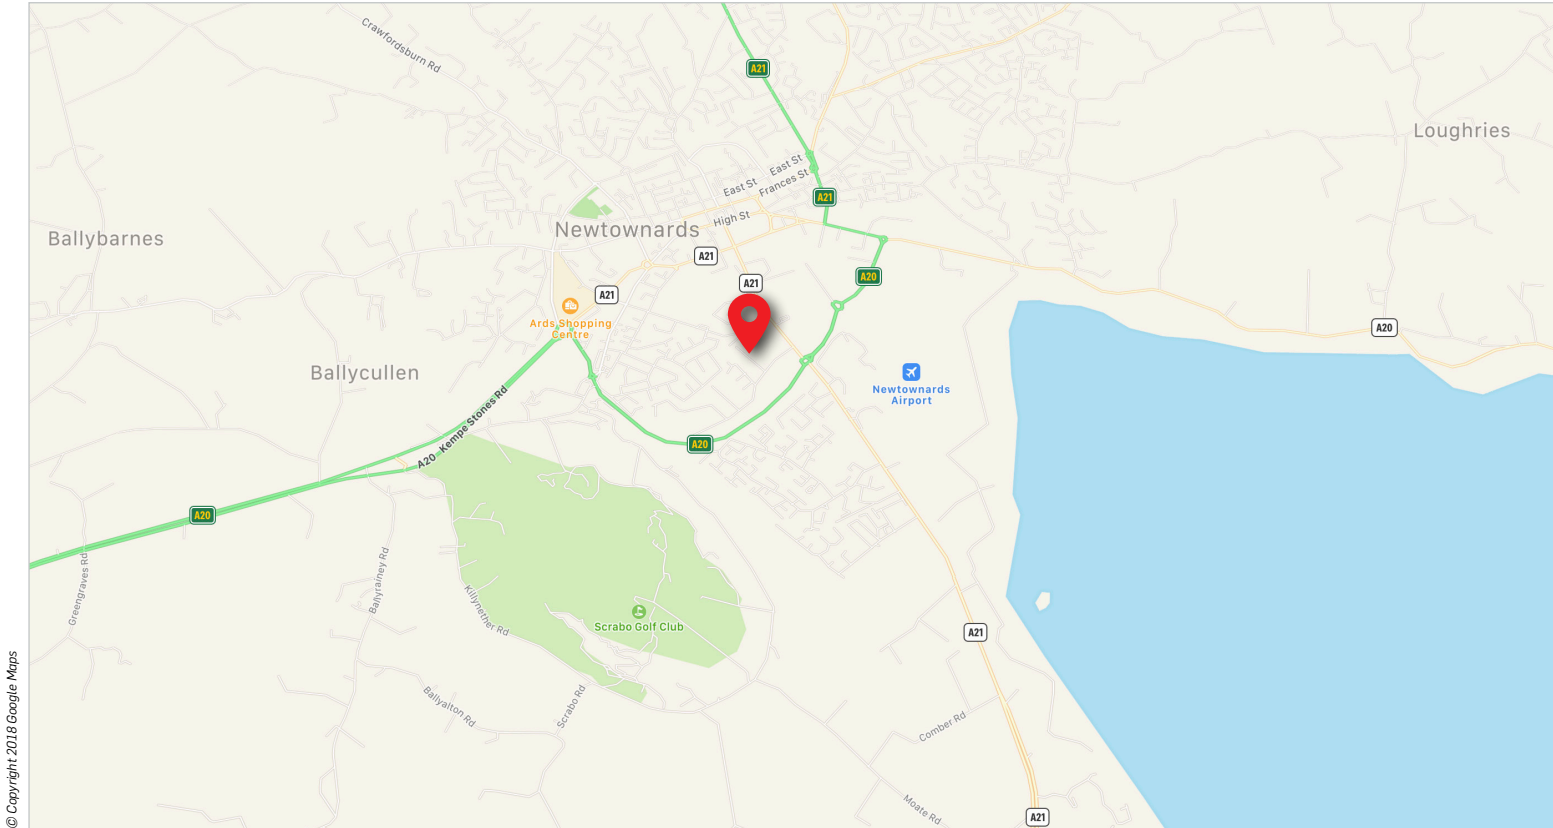 Crawfordsburn Rd
A21
Loughries
East St
East St
Frances St
A21
High St
Newtownards
Ballybarnes
A21
A20
A21
A21
Ards Shopping
Centre
A20
Ballycullen
Newtownards
Airport
A20 Kempe Stones Rd
A20
A20
Greengraves Rd
Ballyrainey Rd
Killynether Rd
Scrabo Golf Club
A21
Ballyalton Rd
Scrabo Rd
Comber Rd
Moate Rd
A21
© Copyright 2018 Google Maps